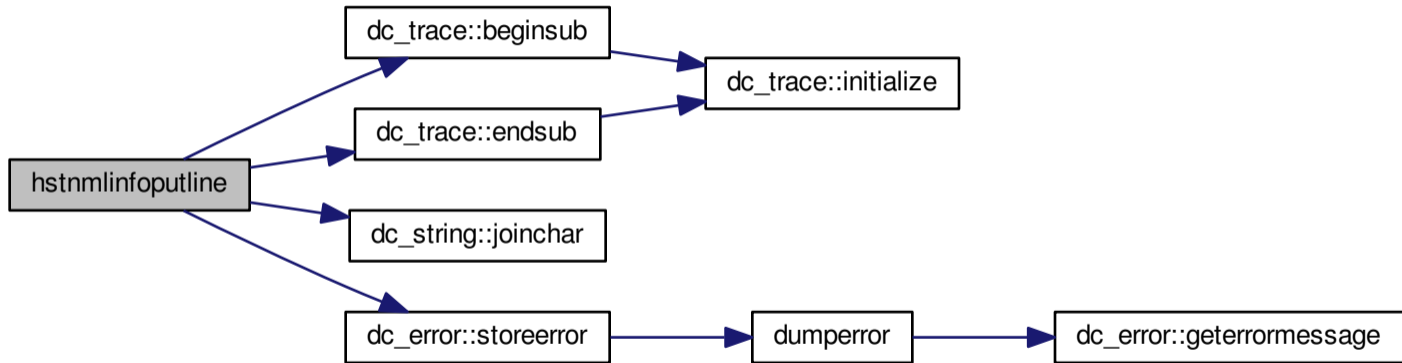 dc_trace::beginsub
dc_trace::initialize
dc_trace::endsub
hstnmlinfoputline
dc_string::joinchar
dc_error::storeerror
dumperror
dc_error::geterrormessage